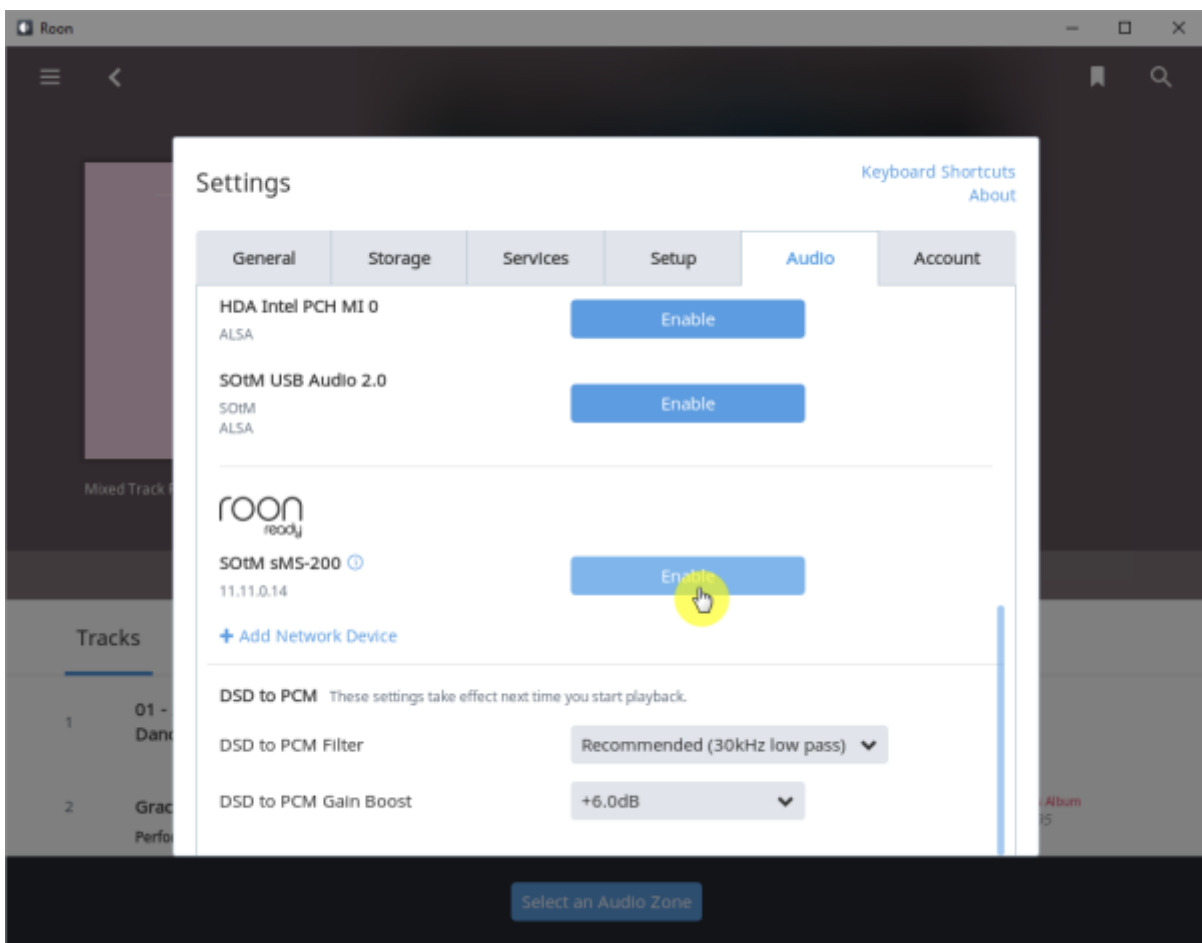 Roon
Settings
Keyboard Shortcuts
About
General Storage Services Setup Audio Account
HDA Intel PCH MI 0
ALSA
Enable
SOtM USB Audio 2.0
SOtM
ALSA
Enable
Mixed Track
roon
ready
SOtM sMS-200
11.11.0.14
Enable
+ Add Network Device
Tracks
DSD to PCM These settings take effect next time you start playback.
1
01 -
DSD to PCM Filter Recommended (30kHz low pass)
2
DSD to PCM Gain Boost +6.0dB
Album
Select an Audio Zone